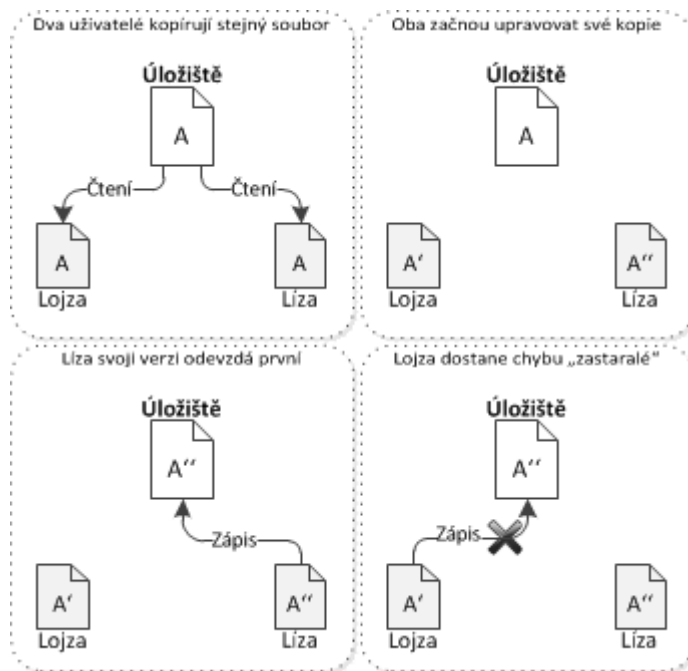 Dva uživatelé kopírují stejný soubor
Úložiště
A
Čtení
Čtení
A
A
Lojza
Líza
Oba začnou upravovat své kopie
Úložiště
A
A‘
A‘‘
Lojza
Líza
Líza svoji verzi odevzdá první
Úložiště
A‘‘
Zápis
A‘
A‘‘
Lojza
Líza
Lojza dostane chybu „zastaralé“
Úložiště
A‘‘
Zápis
A‘
A‘‘
Lojza
Líza